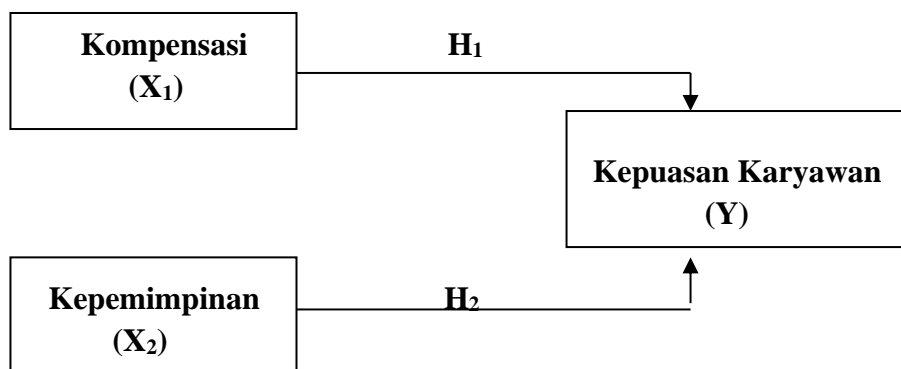 Kompensasi
(X₁)
H₁
Kepuasan Karyawan
(Y)
Kepemimpinan
(X₂)
H₂